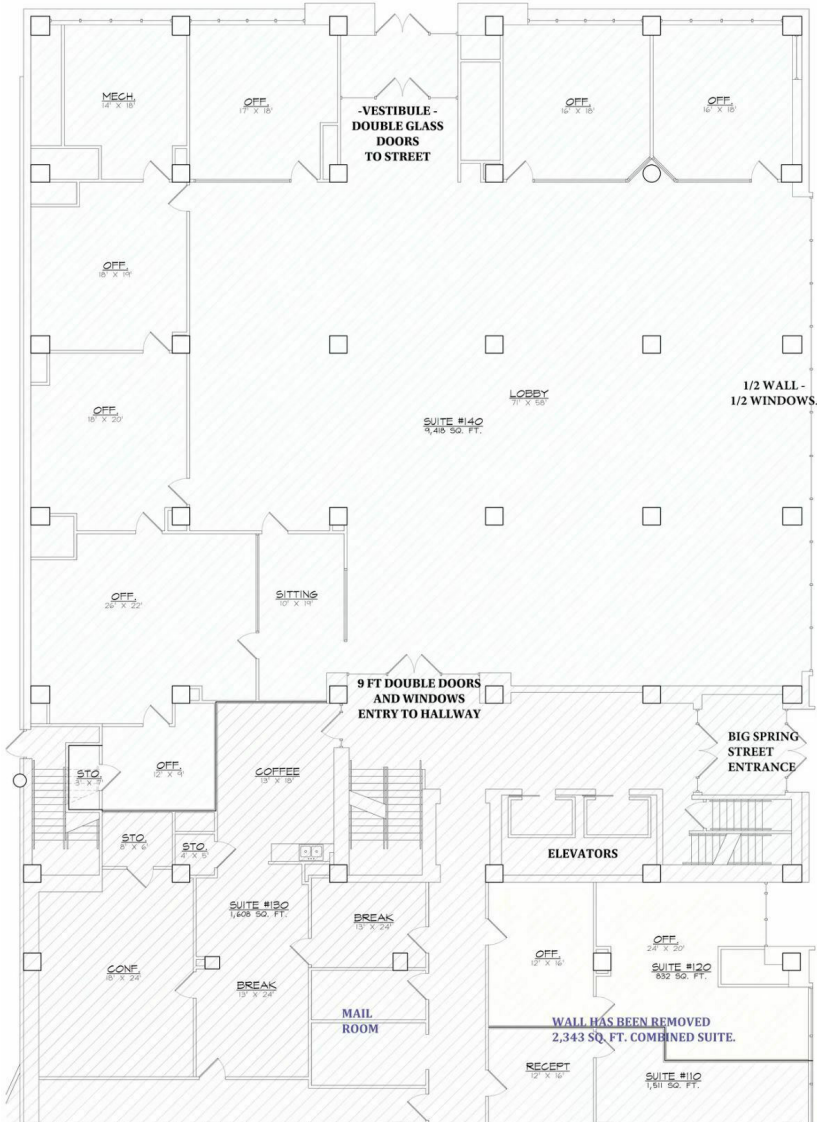 MECH.
14' X 18'
OFF.
17' X 18'
-VESTIBULE -
DOUBLE GLASS
DOORS
TO STREET
OFF.
16' X 18'
OFF.
16' X 18'
OFF.
18' X 19'
OFF.
18' X 20'
LOBBY
71' X 58'
SUITE #140
9,418 SQ. FT.
1/2 WALL -
1/2 WINDOWS.
OFF.
26' X 22'
SITTING
10' X 19'
9 FT DOUBLE DOORS
AND WINDOWS
ENTRY TO HALLWAY
BIG SPRING
STREET
ENTRANCE
STO.
OFF.
12' X 9'
COFFEE
13' X 18'
STO.
8' X 6'
STO.
4' X 5'
ELEVATORS
SUITE #130
1,608 SQ. FT.
BREAK
13' X 24'
OFF.
12' X 16'
OFF.
24' X 20'
SUITE #120
832 SQ. FT.
CONF.
18' X 24'
BREAK
13' X 24'
MAIL
ROOM
WALL HAS BEEN REMOVED
2,343 SQ. FT. COMBINED SUITE.
RECEPT
12' X 16'
SUITE #110
1,511 SQ. FT.